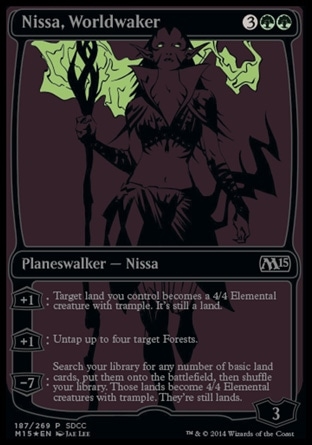 Nissa, Worldwaker 3
Planeswalker — Nissa M15
+1 : Target land you control becomes a 4/4 Elemental
creature with trample. It's still a land.
+1 : Untap up to four target Forests.
Search your library for any number of basic land
-7 : cards, put them onto the battlefield, then shuffle
your library. Those lands become 4/4 Elemental
creatures with trample. They're still lands.
187/269 P SDCC
M15 ★ EN Jae Lee
™ & © 2014 Wizards of the Coast
3